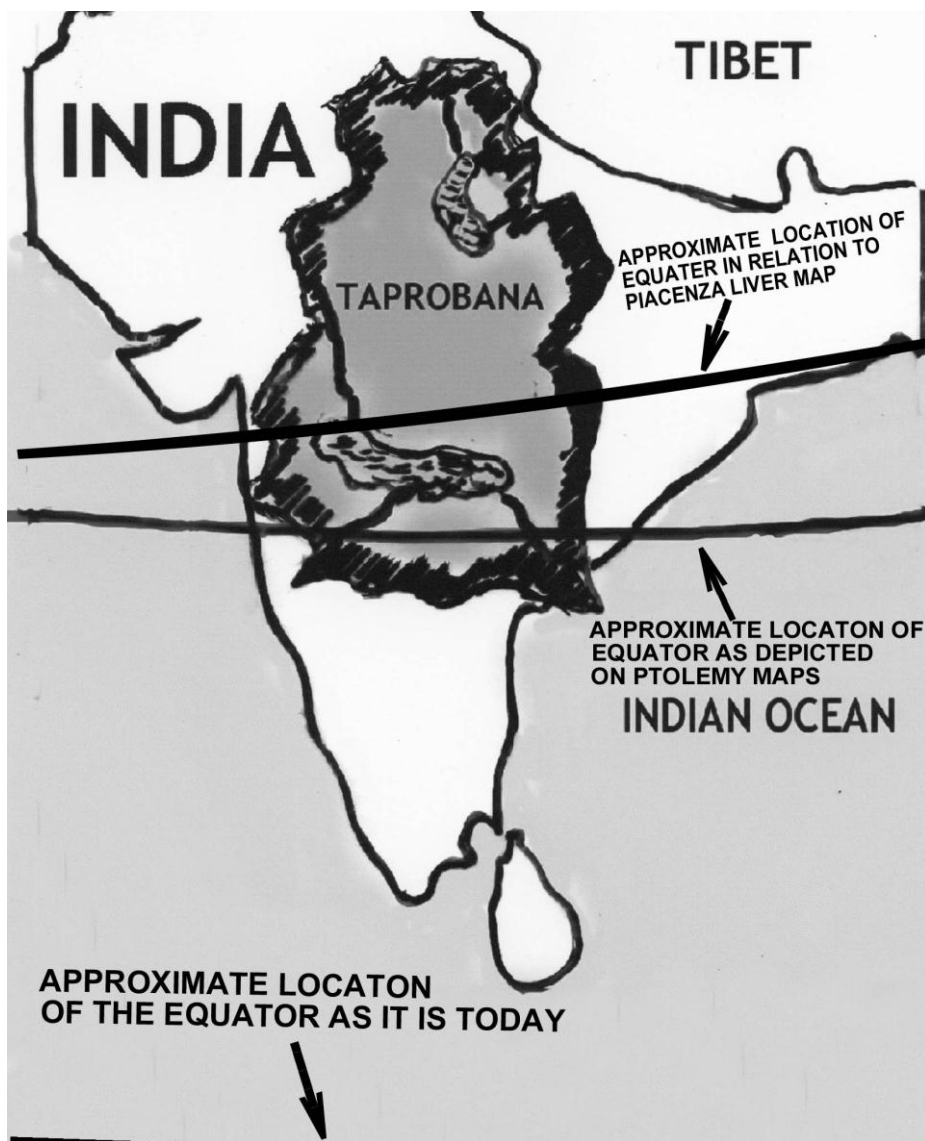 TIBET
INDIA
APPROXIMATE LOCATION OF
EQUATER IN RELATION TO
PIACENZA LIVER MAP
TAPROBANA
APPROXIMATE LOCATON OF
EQUATOR AS DEPICTED
ON PTOLEMY MAPS
INDIAN OCEAN
APPROXIMATE LOCATON
OF THE EQUATOR AS IT IS TODAY